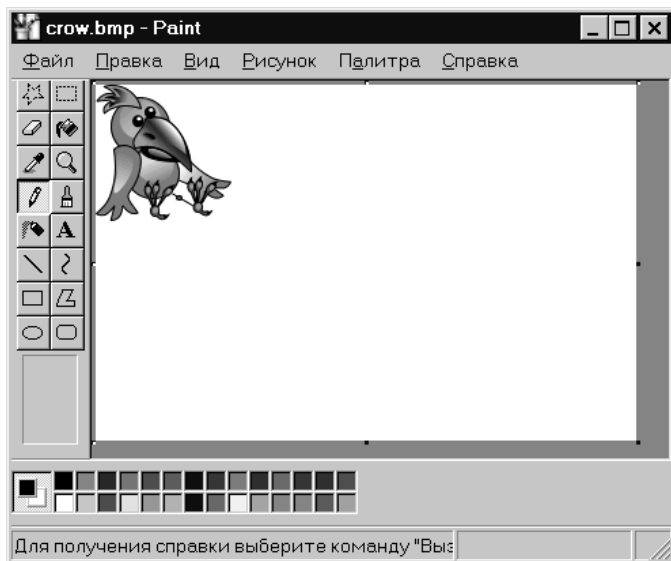 crow.bmp - Paint
Файл Правка Вид Рисунок Палитра Справка
A
Для получения справки выберите команду "Выз